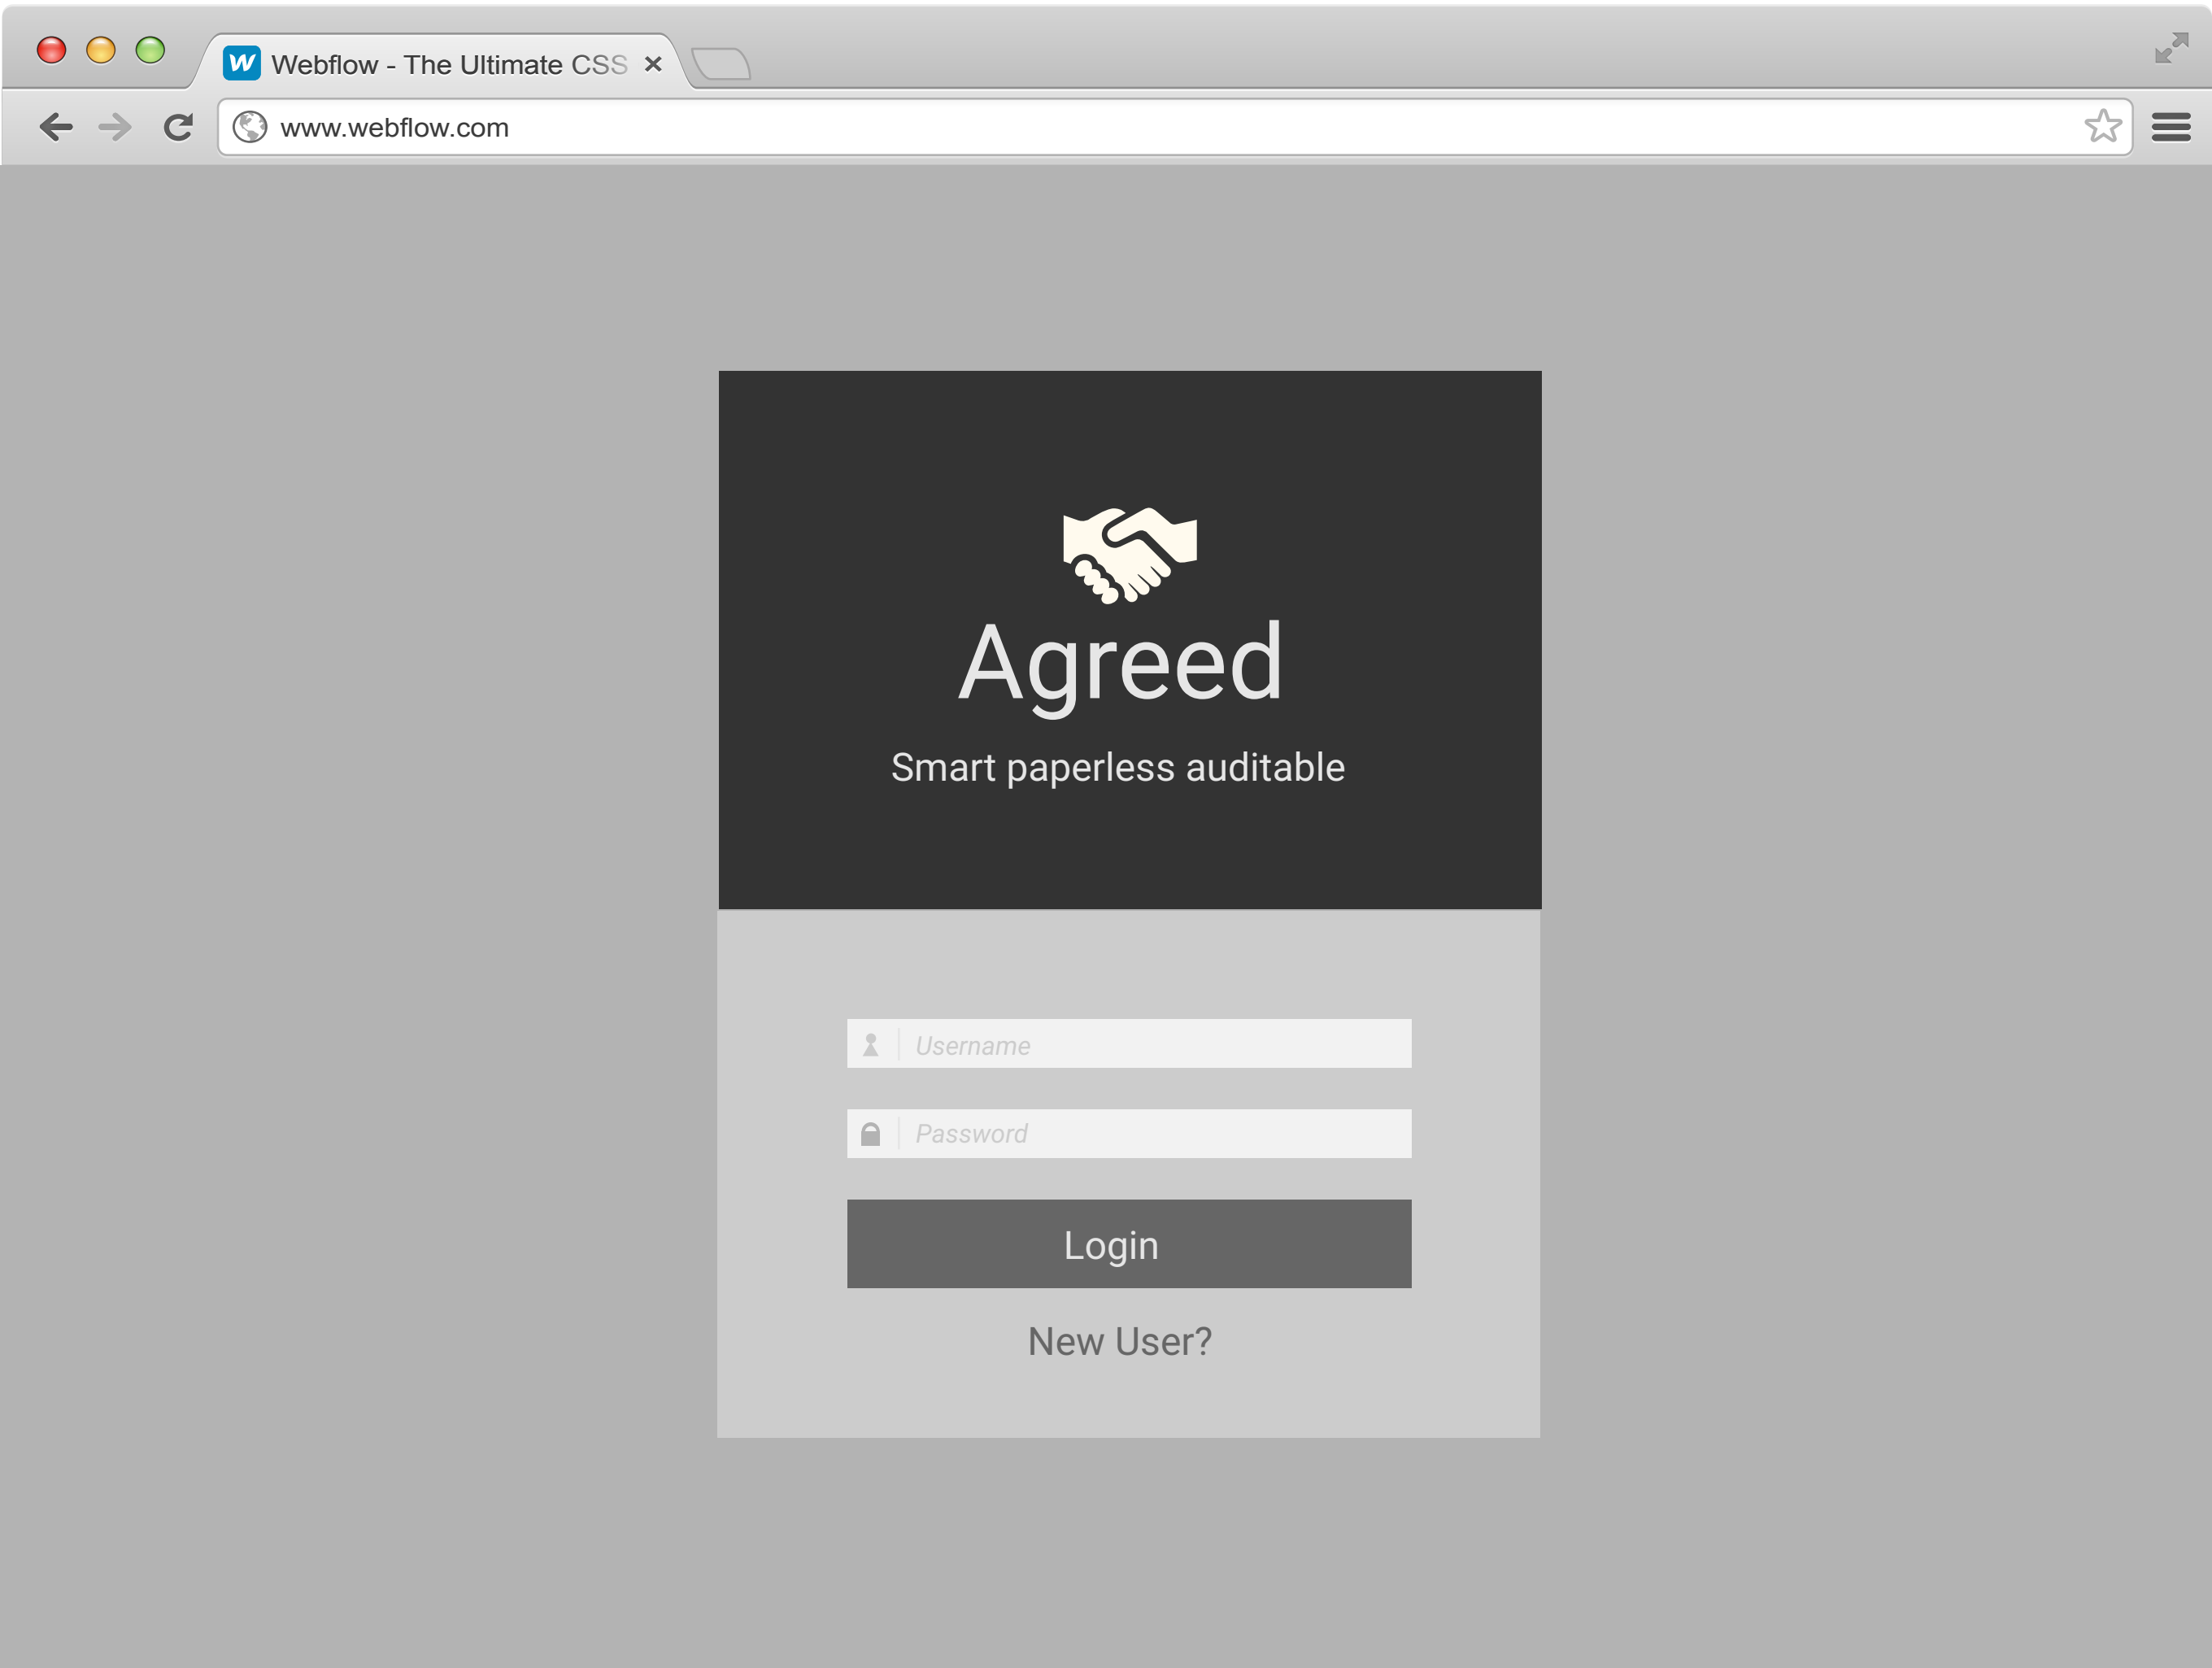 Webflow - The Ultimate CSS
www.webflow.com
Agreed
Smart paperless auditable
Username
Password
Login
New User?